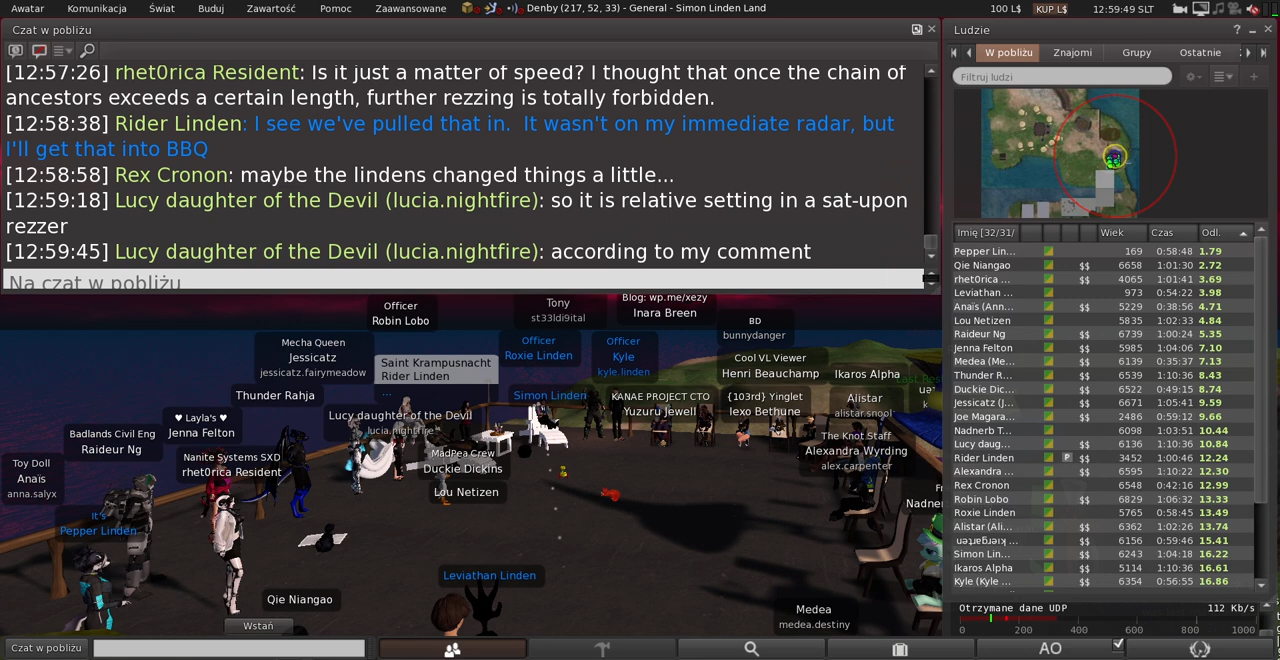 Awatar Komunikacja Świat Buduj Zawartość Pomoc Zaawansowane Denby (217, 52, 33) - General - Simon Linden Land 100 L$ KUP L$ 12:59:49 SLT
Czat w pobliżu
[12:57:26] rhet0rica Resident: Is it just a matter of speed? I thought that once the chain of
ancestors exceeds a certain length, further rezzing is totally forbidden.
[12:58:38] Rider Linden: I see we've pulled that in. It wasn't on my immediate radar, but
I'll get that into BBQ
[12:58:58] Rex Cronon: maybe the lindens changed things a little...
[12:59:18] Lucy daughter of the Devil (lucia.nightfire): so it is relative setting in a sat-upon
rezzer
[12:59:45] Lucy daughter of the Devil (lucia.nightfire): according to my comment
Na czat w pobliżu
Ludzie
W pobliżu Znajomi Grupy Ostatnie
Filtruj ludzi
Imię [32/31/ Wiek Czas Odl.
Pepper Lin... 169 0:58:48 1.79
Qie Niangao $$ 6658 1:01:30 2.72
rhet0rica ... $$ 4065 1:01:41 3.69
Leviathan ... 973 0:54:22 3.98
Anaïs (Ann... $$ 5229 0:38:56 4.71
Lou Netizen 5835 1:02:33 4.84
Raideur Ng $$ 6739 1:00:24 5.35
Jenna Felton $$ 5985 1:04:06 7.10
Medea (Me... $$ 6139 0:35:37 7.13
Thunder R... $$ 6539 1:10:36 8.43
Duckie Dic... $$ 6522 0:49:15 8.74
Jessicatz (J... $$ 6671 1:05:41 9.59
Joe Magara... $$ 2486 0:59:12 9.66
Nadnerb T... 6098 1:03:51 10.44
Lucy daug... $$ 6136 1:10:36 10.84
Rider Linden P $$ 3452 1:00:46 12.24
Alexandra ... $$ 6595 1:10:22 12.30
Rex Cronon $$ 6548 0:42:16 12.99
Robin Lobo $$ 6829 1:06:32 13.33
Roxie Linden 5765 0:58:45 13.49
Alistar (Ali... $$ 6362 1:02:26 13.74
$$ 6156 0:59:46 15.41
Simon Lin... $$ 6243 1:04:18 16.22
Ikaros Alpha $$ 5114 1:10:36 16.61
Kyle (Kyle ... $$ 6354 0:56:55 16.86
Otrzymane dane UDP 112 Kb/s
0 200 400 600 800 1000
Officer
Robin Lobo
Tony
st33ldi9ital
Blog: wp.me/xezy
Inara Breen
BD
bunnydanger
Mecha Queen
Jessicatz
jessicatz.fairymeadow
Saint Krampusnacht
Rider Linden
...
Officer
Roxie Linden
Officer
Kyle
kyle.linden
Cool VL Viewer
Henri Beauchamp
Ikaros Alpha
Thunder Rahja
Simon Linden
KANAE PROJECT CTO
Yuzuru Jewell
{103rd} Yinglet
Iexo Bethune
Alistar
alistar.snool
Lucy daughter of the Devil
lucia.nightfire
♥ Layla's ♥
Jenna Felton
Badlands Civil Eng
Raideur Ng
Nanite Systems SXD
rhet0rica Resident
MadPea Crew
Duckie Dickins
Lou Netizen
The Knot Staff
Alexandra Wyrding
alex.carpenter
Toy Doll
Anaïs
anna.salyx
It's
Pepper Linden
Leviathan Linden
Qie Niangao
Medea
medea.destiny
Wstań
Czat w pobliżu AO